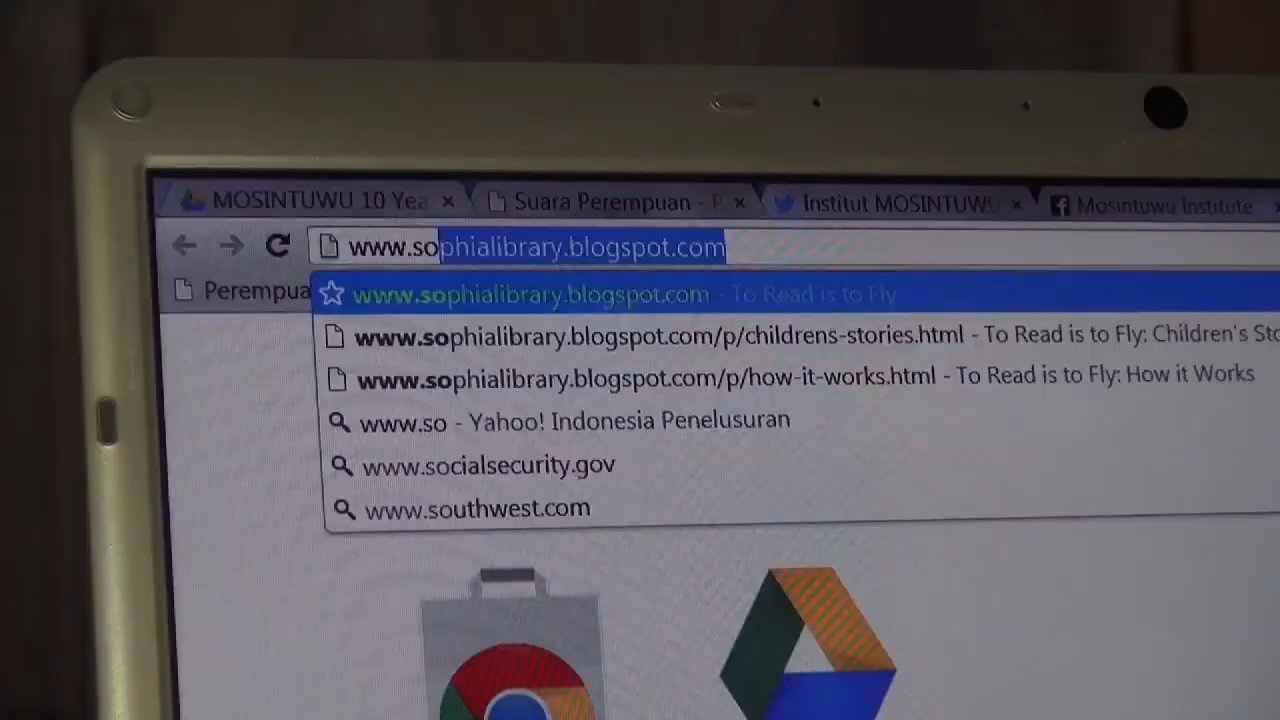 MOSINTUWU 10 Yea
Suara Perempuan - P
Institut MOSINTUWU
Mosintuwu Institute
www.sophialibrary.blogspot.com
Perempua
www.sophialibrary.blogspot.com - To Read is to Fly
www.sophialibrary.blogspot.com/p/childrens-stories.html - To Read is to Fly: Children's Sto
www.sophialibrary.blogspot.com/p/how-it-works.html - To Read is to Fly: How it Works
www.so - Yahoo! Indonesia Penelusuran
www.socialsecurity.gov
www.southwest.com